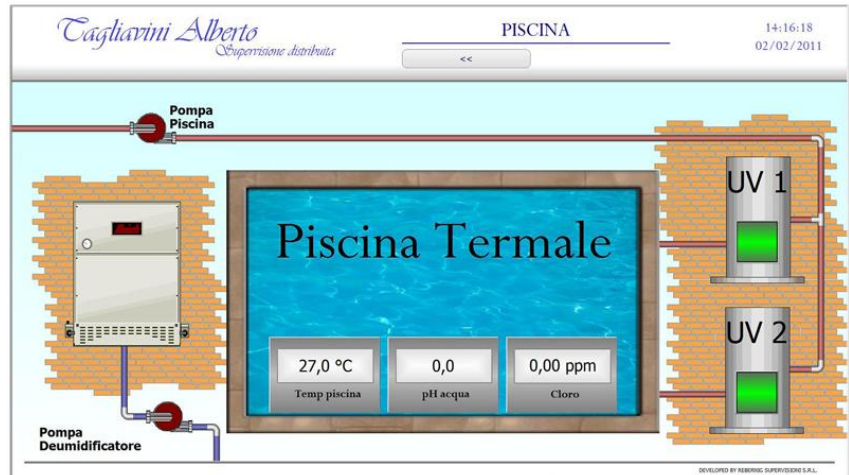 Tagliavini Alberto
Supervisione distribuita
PISCINA
<<
14:16:18
02/02/2011
Pompa
Piscina
UV 1
Piscina Termale
UV 2
27,0 °C
0,0
0,00 ppm
Temp piscina
pH acqua
Cloro
Pompa
Deumidificatore
DEVELOPED BY REBERNIG SUPERVISIONI S.R.L.